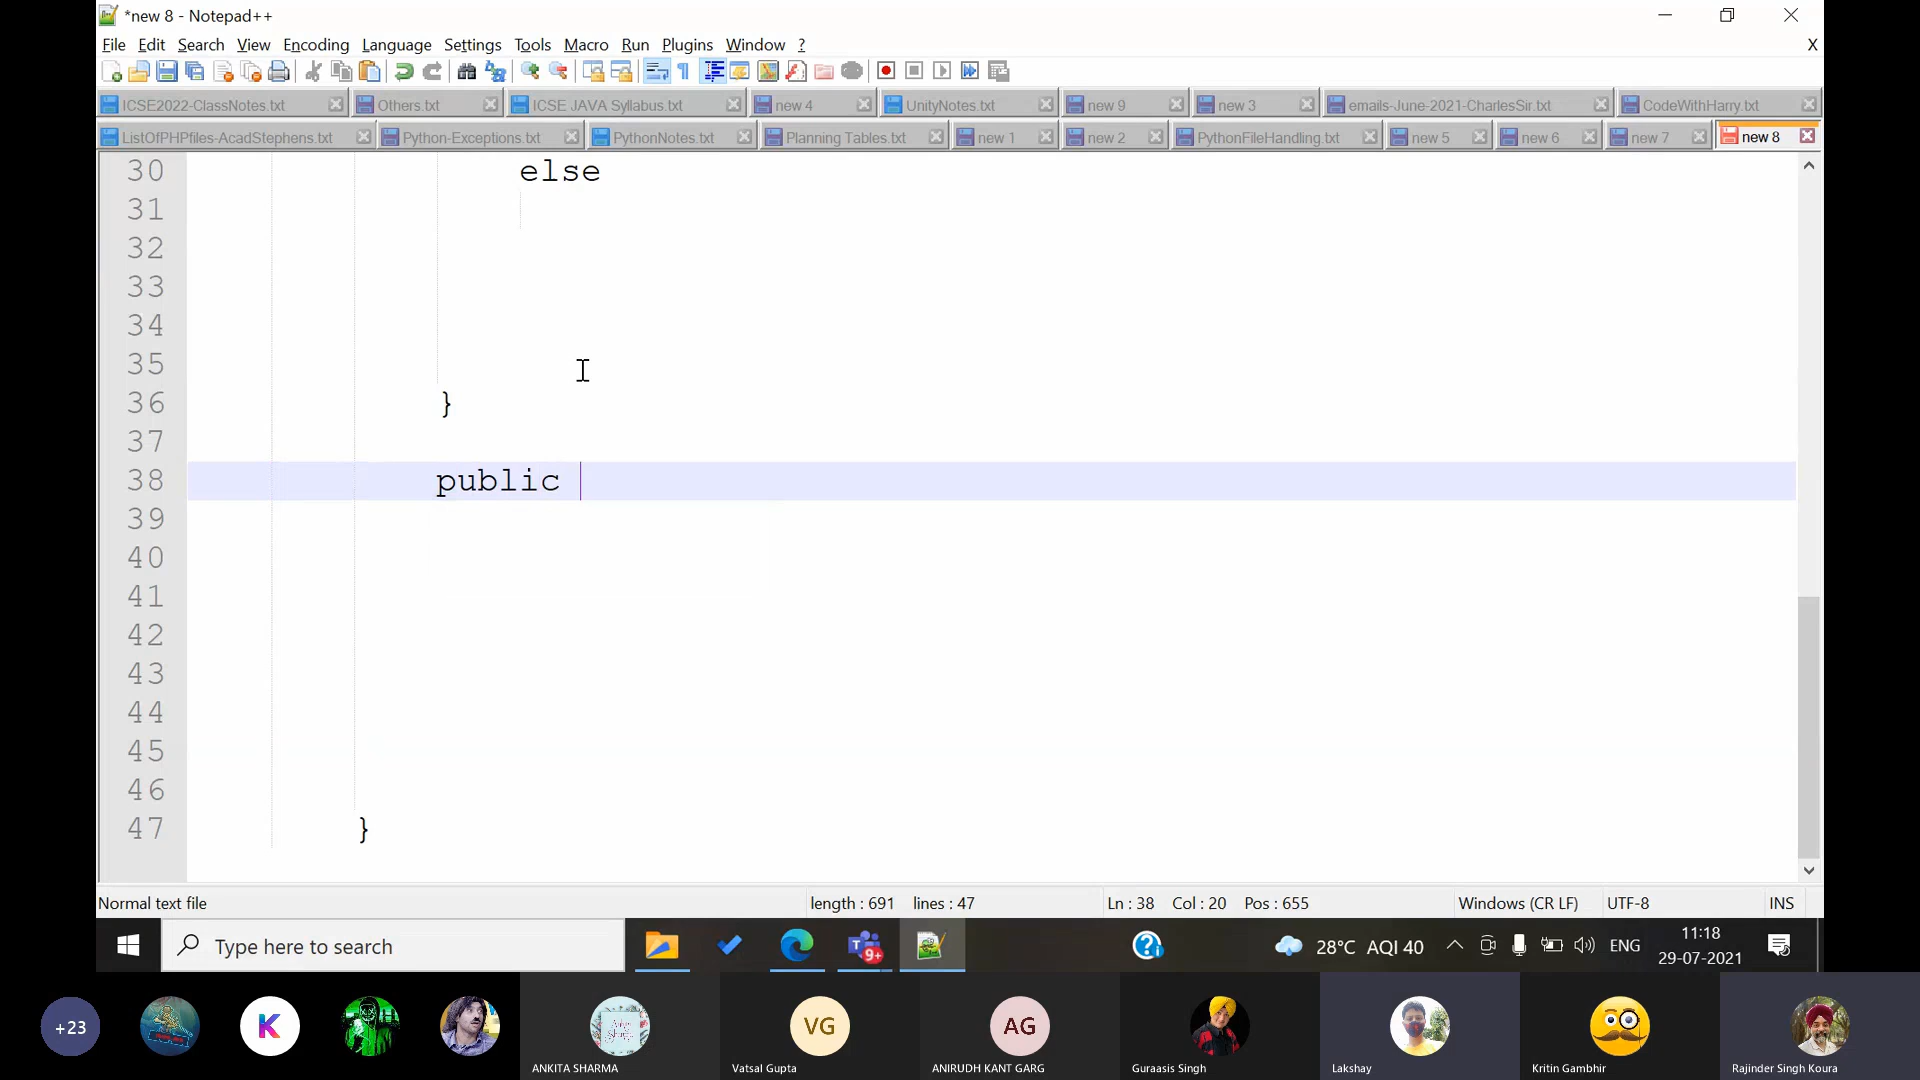 *new 8 - Notepad++
File Edit Search View Encoding Language Settings Tools Macro Run Plugins Window ? X
ICSE2022-ClassNotes.txt Others.txt ICSE JAVA Syllabus.txt new 4 UnityNotes.txt new 9 new 3 emails-June-2021-CharlesSir.txt CodeWithHarry.txt
ListOfPHPfiles-AcadStephens.txt Python-Exceptions.txt PythonNotes.txt Planning Tables.txt new 1 new 2 PythonFileHandling.txt new 5 new 6 new 7 new 8
30 else
31
32
33
34
35
36 }
37
38 public
39
40
41
42
43
44
45
46
47 }
Normal text file length : 691 lines : 47 Ln : 38 Col : 20 Pos : 655 Windows (CR LF) UTF-8 INS
Type here to search 9+ 28°C AQI 40 ENG 11:18
29-07-2021
+23 K VG AG
ANKITA SHARMA Vatsal Gupta ANIRUDH KANT GARG Guraasis Singh Lakshay Kritin Gambhir Rajinder Singh Koura